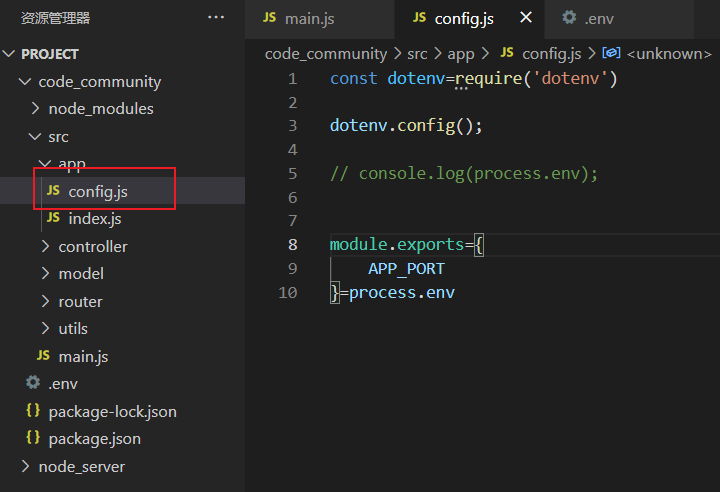 资源管理器
PROJECT
code_community
node_modules
src
app
JS config.js
JS index.js
controller
model
router
utils
JS main.js
.env
{} package-lock.json
{} package.json
node_server
JS main.js
JS config.js
.env
code_community > src > app > JS config.js > <unknown>
1 const dotenv=require('dotenv')
2
3 dotenv.config();
4
5 // console.log(process.env);
6
7
8 module.exports={
9 APP_PORT
10 }=process.env